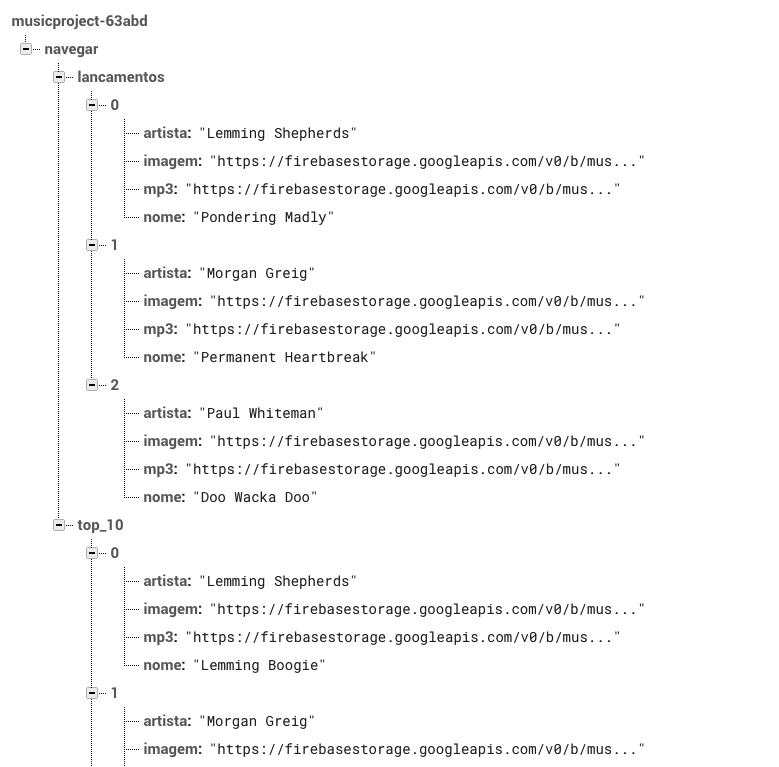 musicproject-63abd
navegar
lancamentos
0
artista: "Lemming Shepherds"
imagem: "https://firebasestorage.googleapis.com/v0/b/mus..."
mp3: "https://firebasestorage.googleapis.com/v0/b/mus..."
nome: "Pondering Madly"
1
artista: "Morgan Greig"
imagem: "https://firebasestorage.googleapis.com/v0/b/mus..."
mp3: "https://firebasestorage.googleapis.com/v0/b/mus..."
nome: "Permanent Heartbreak"
2
artista: "Paul Whiteman"
imagem: "https://firebasestorage.googleapis.com/v0/b/mus..."
mp3: "https://firebasestorage.googleapis.com/v0/b/mus..."
nome: "Doo Wacka Doo"
top_10
0
artista: "Lemming Shepherds"
imagem: "https://firebasestorage.googleapis.com/v0/b/mus..."
mp3: "https://firebasestorage.googleapis.com/v0/b/mus..."
nome: "Lemming Boogie"
1
artista: "Morgan Greig"
imagem: "https://firebasestorage.googleapis.com/v0/b/mus..."